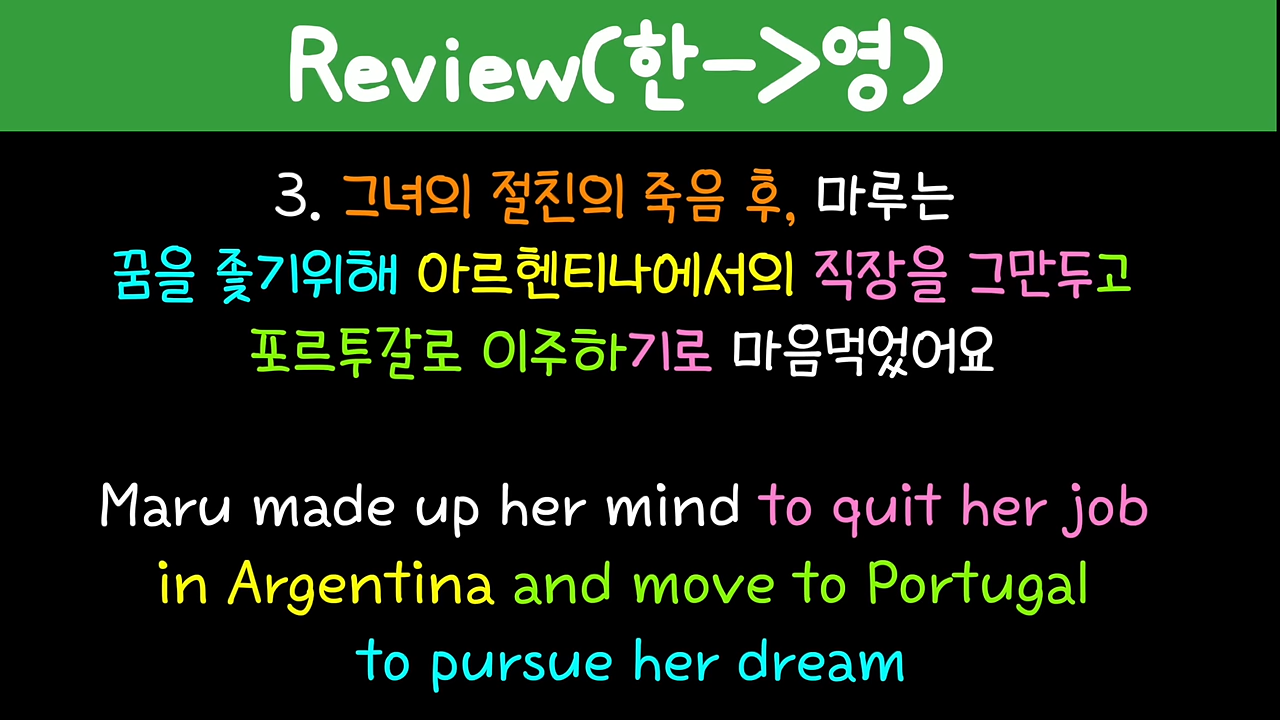 Review(한->영)
3. 그녀의 절친의 죽음 후, 마루는
꿈을 좇기위해 아르헨티나에서의 직장을 그만두고
포르투갈로 이주하기로 마음먹었어요
Maru made up her mind to quit her job
in Argentina and move to Portugal
to pursue her dream